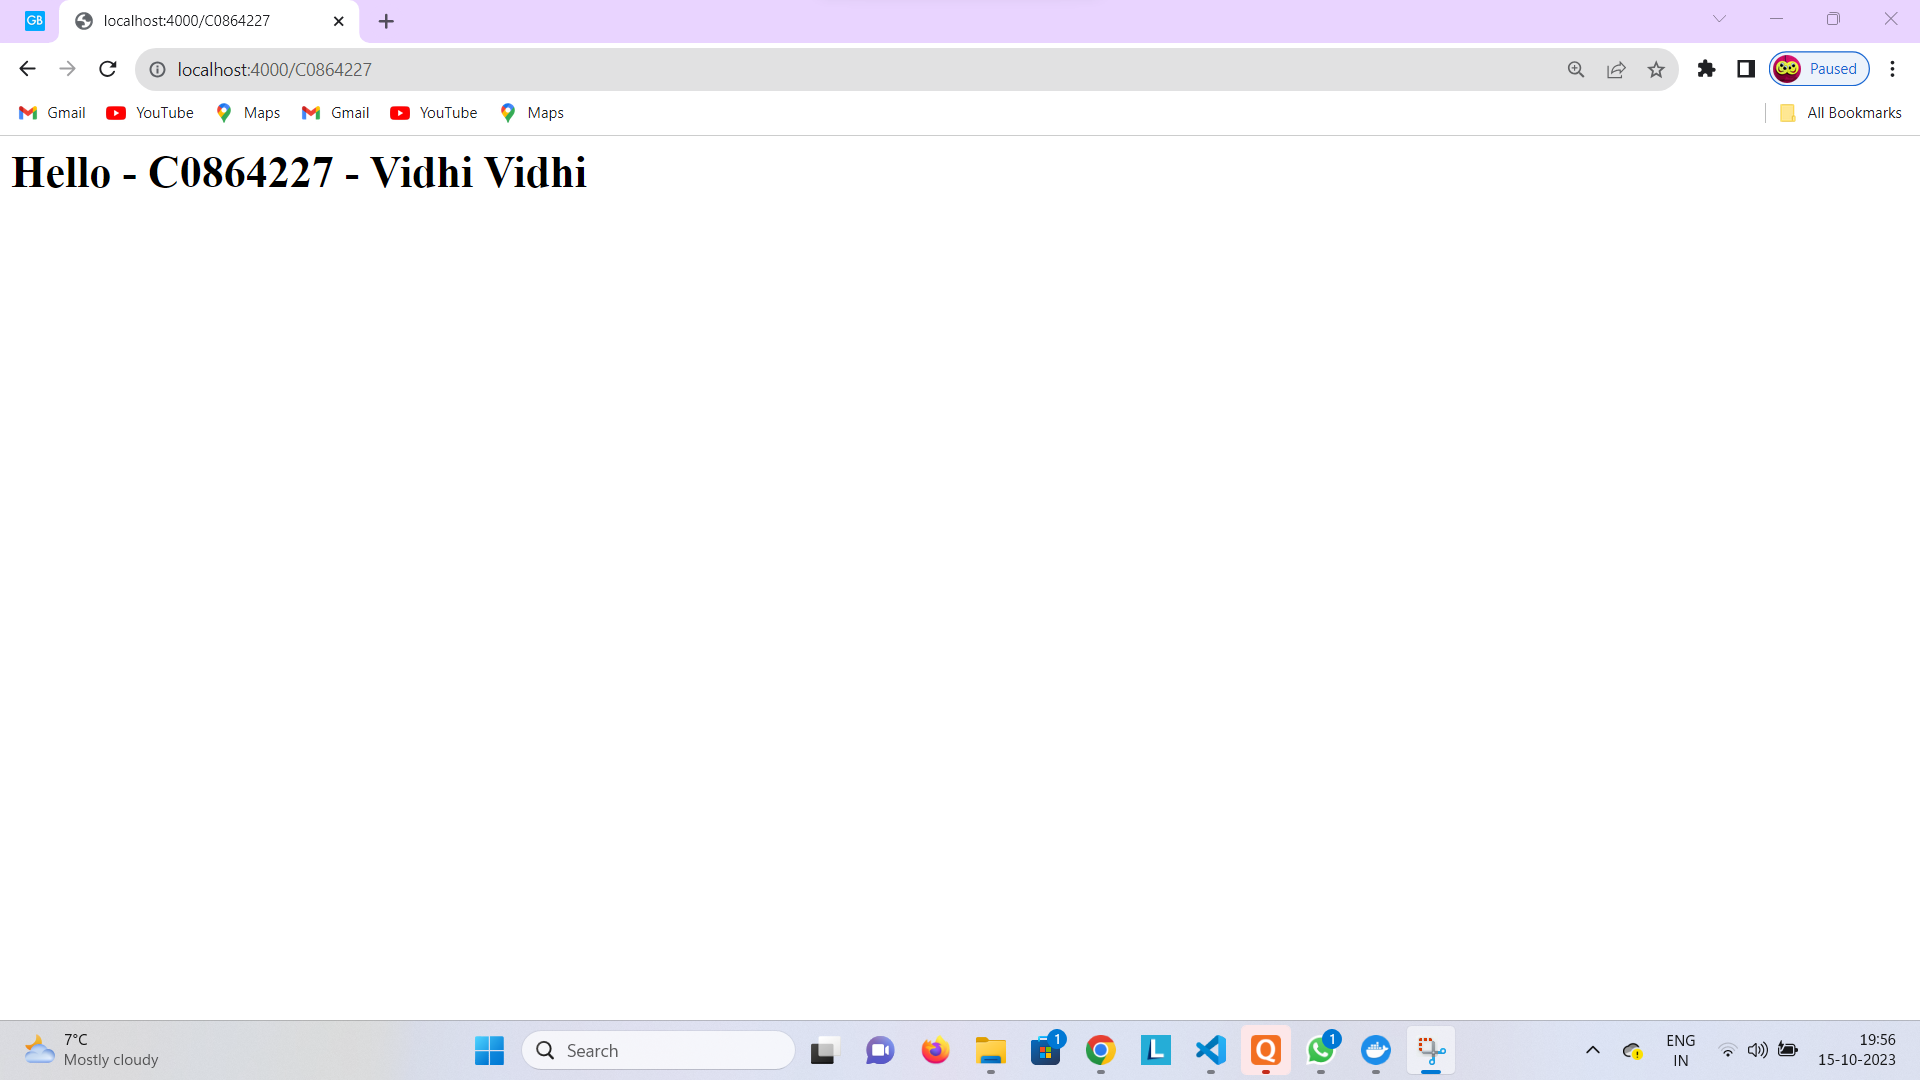 GB
localhost:4000/C0864227
localhost:4000/C0864227
Paused
Gmail YouTube Maps Gmail YouTube Maps All Bookmarks
Hello - C0864227 - Vidhi Vidhi
7°C
Mostly cloudy
Search
1
L
Q
1
ENG
IN
19:56
15-10-2023